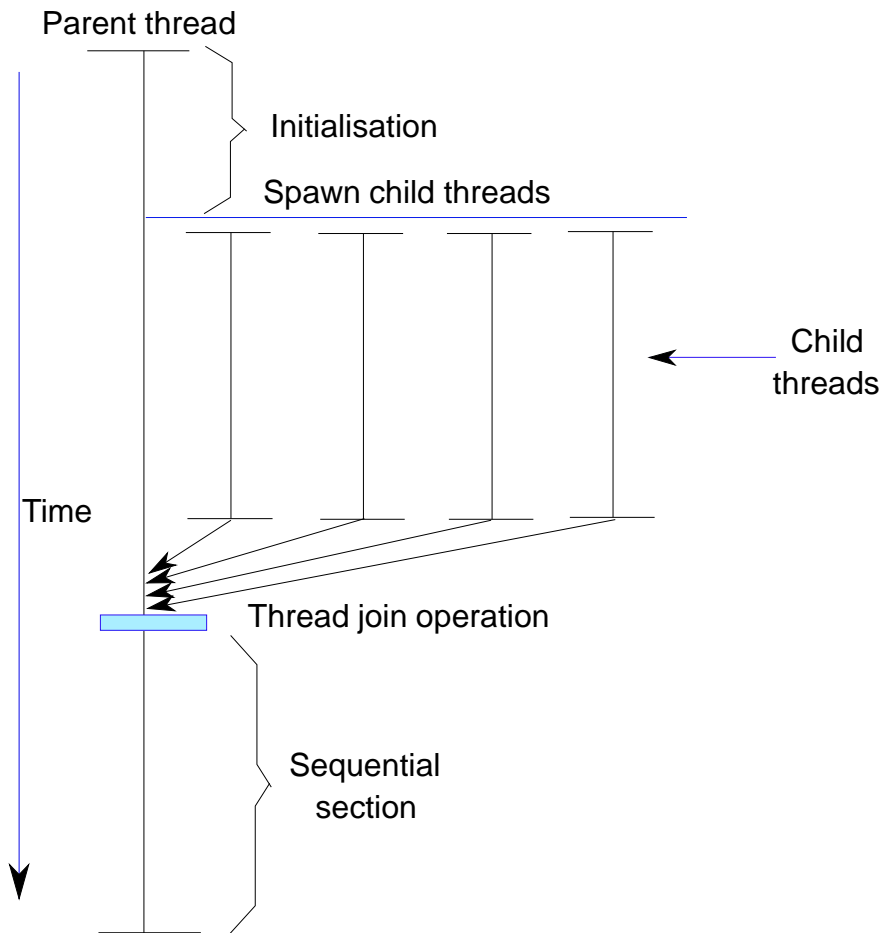 Parent thread
Initialisation
Spawn child threads
Child
threads
Time
Thread join operation
Sequential
section